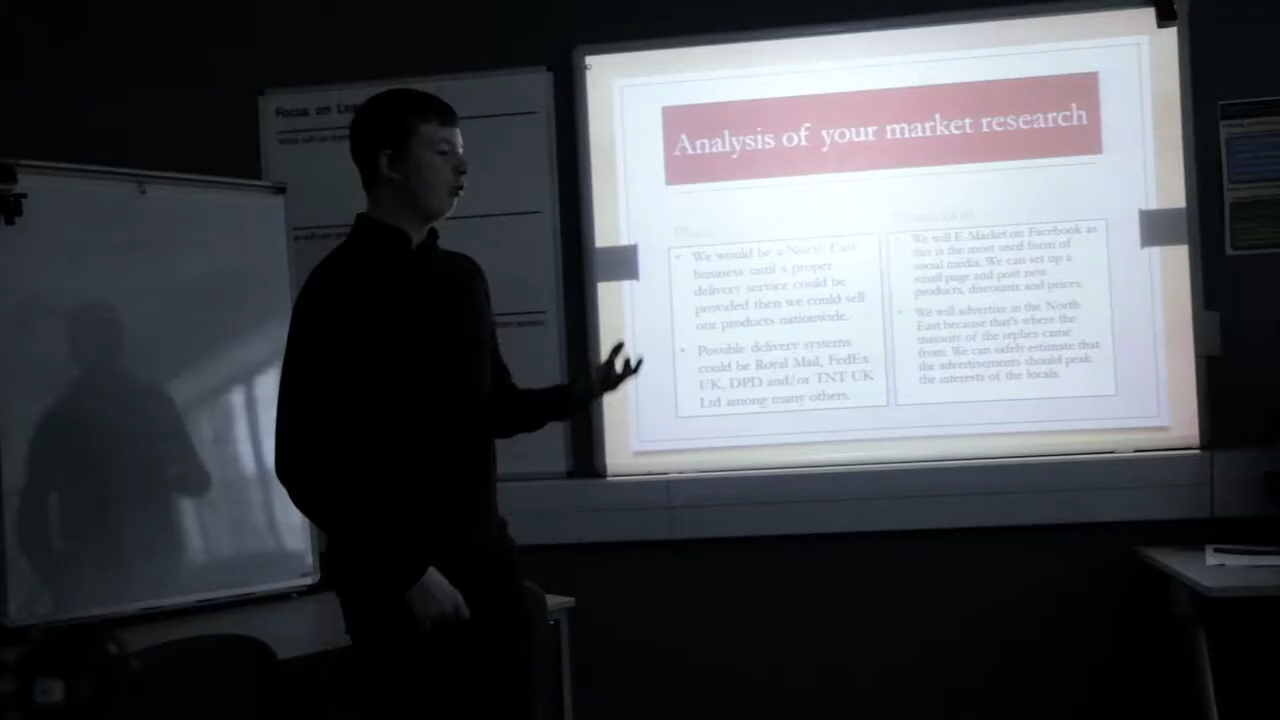 Focus on
Analysis of your market research
Place
We would be a North East
business until a proper
delivery service could be
provided then we could sell
our products nationwide.
Possible delivery systems
could be Royal Mail, FedEx
UK, DPD and/or TNT UK
Ltd among many others.
We will E-Market on Facebook as
this is the most used form of
social media. We can set up a
small page and post new
products, discounts and prices.
We will advertise in the North
East because that's where the
majority of the replies came
from. We can safely estimate that
the advertisements should peak
the interests of the locals.